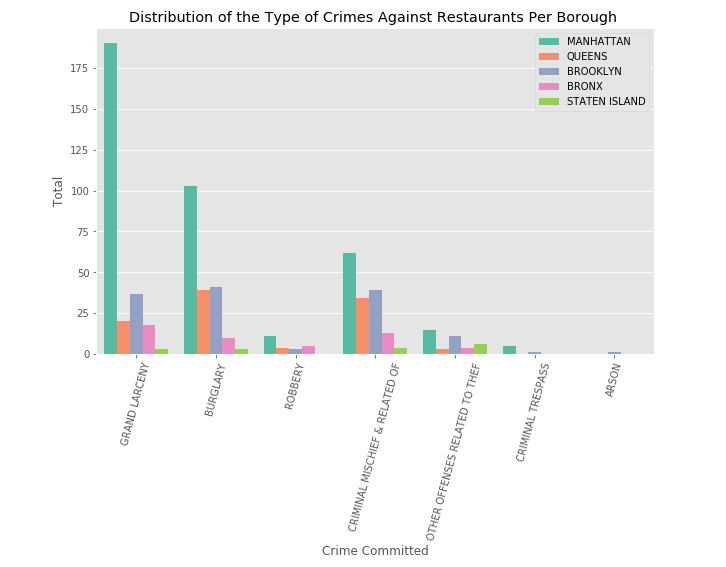 Distribution of the Type of Crimes Against Restaurants Per Borough
MANHATTAN
QUEENS
BROOKLYN
BRONX
STATEN ISLAND
Total
175
150
125
100
75
50
25
0
GRAND LARCENY
BURGLARY
ROBBERY
CRIMINAL MISCHIEF & RELATED OF
OTHER OFFENSES RELATED TO THEF
CRIMINAL TRESPASS
ARSON
Crime Committed